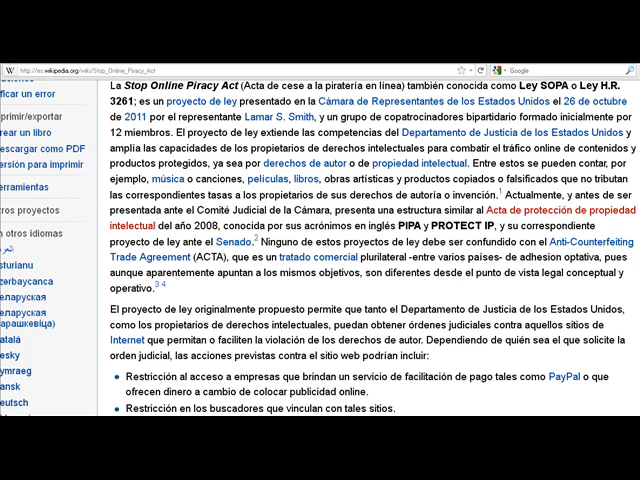 http://es.wikipedia.org/wiki/Stop_Online_Piracy_Act
Google
ficar un error
primir/exportar
rear un libro
escargar como PDF
ersión para imprimir
erramientas
ros proyectos
n otros idiomas
العربية
sturianu
zərbaycanca
еларуская
еларуская
арашкевіца)
atalà
esky
ymraeg
ansk
eutsch
La Stop Online Piracy Act (Acta de cese a la piratería en línea) también conocida como Ley SOPA o Ley H.R.
3261; es un proyecto de ley presentado en la Cámara de Representantes de los Estados Unidos el 26 de octubre
de 2011 por el representante Lamar S. Smith, y un grupo de copatrocinadores bipartidario formado inicialmente por
12 miembros. El proyecto de ley extiende las competencias del Departamento de Justicia de los Estados Unidos y
amplía las capacidades de los propietarios de derechos intelectuales para combatir el tráfico online de contenidos y
productos protegidos, ya sea por derechos de autor o de propiedad intelectual. Entre estos se pueden contar, por
ejemplo, música o canciones, películas, libros, obras artísticas y productos copiados o falsificados que no tributan
las correspondientes tasas a los propietarios de sus derechos de autoría o invención.1 Actualmente, y antes de ser
presentada ante el Comité Judicial de la Cámara, presenta una estructura similar al Acta de protección de propiedad
intelectual del año 2008, conocida por sus acrónimos en inglés PIPA y PROTECT IP, y su correspondiente
proyecto de ley ante el Senado.2 Ninguno de estos proyectos de ley debe ser confundido con el Anti-Counterfeiting
Trade Agreement (ACTA), que es un tratado comercial plurilateral -entre varios países- de adhesion optativa, pues
aunque aparentemente apuntan a los mismos objetivos, son diferentes desde el punto de vista legal conceptual y
operativo.3 4
El proyecto de ley originalmente propuesto permite que tanto el Departamento de Justicia de los Estados Unidos,
como los propietarios de derechos intelectuales, puedan obtener órdenes judiciales contra aquellos sitios de
Internet que permitan o faciliten la violación de los derechos de autor. Dependiendo de quién sea el que solicite la
orden judicial, las acciones previstas contra el sitio web podrían incluir:
• Restricción al acceso a empresas que brindan un servicio de facilitación de pago tales como PayPal o que
ofrecen dinero a cambio de colocar publicidad online.
• Restricción en los buscadores que vinculan con tales sitios.